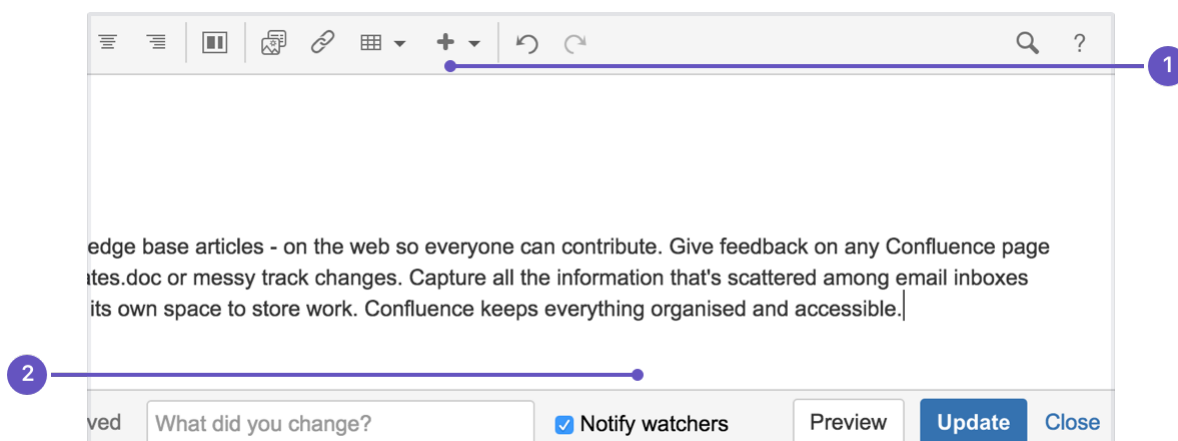 ?
1
edge base articles - on the web so everyone can contribute. Give feedback on any Confluence page
ates.doc or messy track changes. Capture all the information that's scattered among email inboxes
its own space to store work. Confluence keeps everything organised and accessible.
2
ved What did you change? Notify watchers Preview Update Close